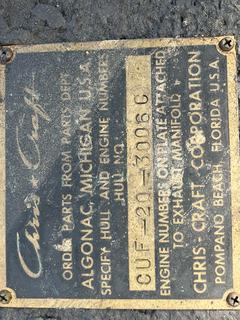 Chris ★ Craft
ORDER PARTS FROM PARTS DEPT.
ALGONAC, MICHIGAN U.S.A.
SPECIFY HULL AND ENGINE NUMBERS
HULL NO.
CUF-20-3006 C
ENGINE NUMBERS ON PLATE ATTACHED
TO EXHAUST MANIFOLD
CHRIS-CRAFT CORPORATION
POMPANO BEACH, FLORIDA U.S.A.